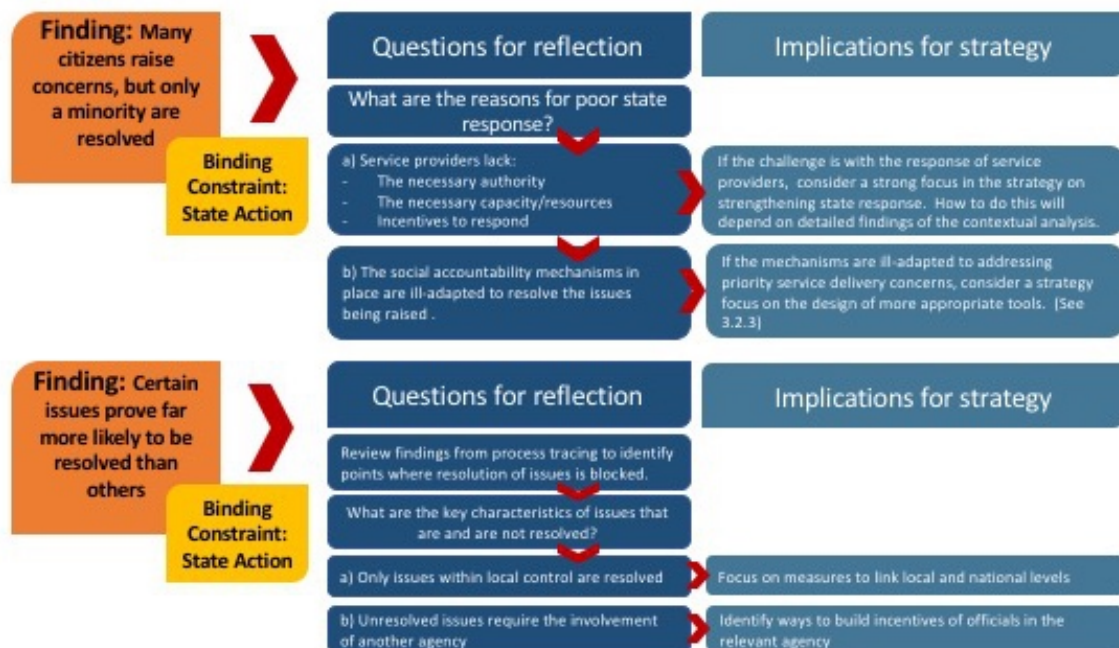 Finding: Many
citizens raise
concerns, but only
a minority are
resolved
Binding
Constraint:
State Action
Questions for reflection
Implications for strategy
What are the reasons for poor state
response?
a) Service providers lack:
- The necessary authority
- The necessary capacity/resources
- Incentives to respond
If the challenge is with the response of service
providers, consider a strong focus in the strategy on
strengthening state response. How to do this will
depend on detailed findings of the contextual analysis.
b) The social accountability mechanisms in
place are ill-adapted to resolve the issues
being raised .
If the mechanisms are ill-adapted to addressing
priority service delivery concerns, consider a strategy
focus on the design of more appropriate tools. (See
3.2.3)
Finding: Certain
issues prove far
more likely to be
resolved than
others
Binding
Constraint:
State Action
Questions for reflection
Implications for strategy
Review findings from process tracing to identify
points where resolution of issues is blocked.
What are the key characteristics of issues that
are and are not resolved?
a) Only issues within local control are resolved
Focus on measures to link local and national levels
b) Unresolved issues require the involvement
of another agency
Identify ways to build incentives of officials in the
relevant agency